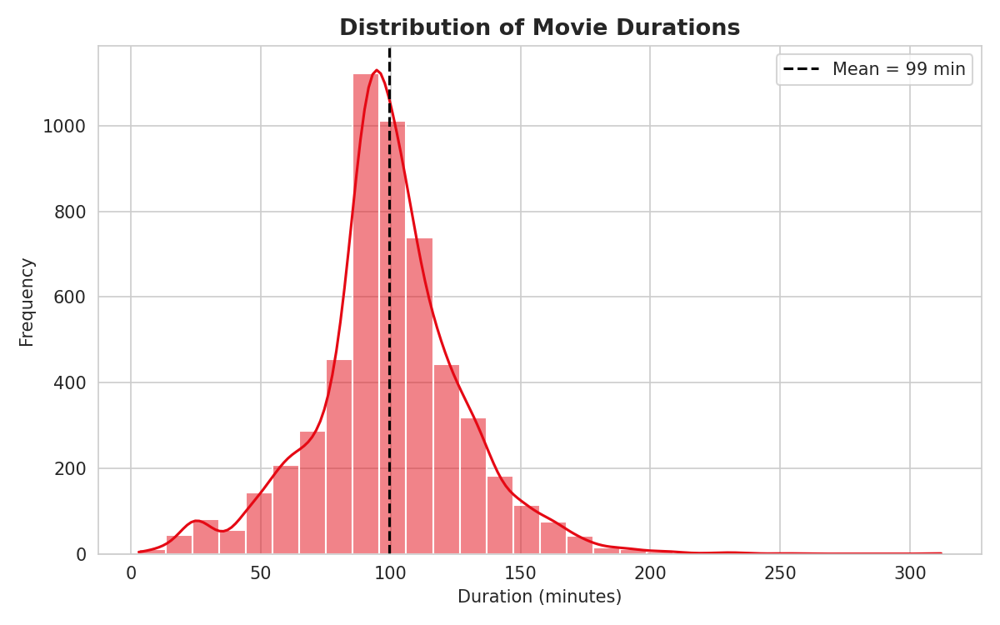 Distribution of Movie Durations
Mean = 99 min
Frequency
1000
800
600
400
200
0
0 50 100 150 200 250 300
Duration (minutes)